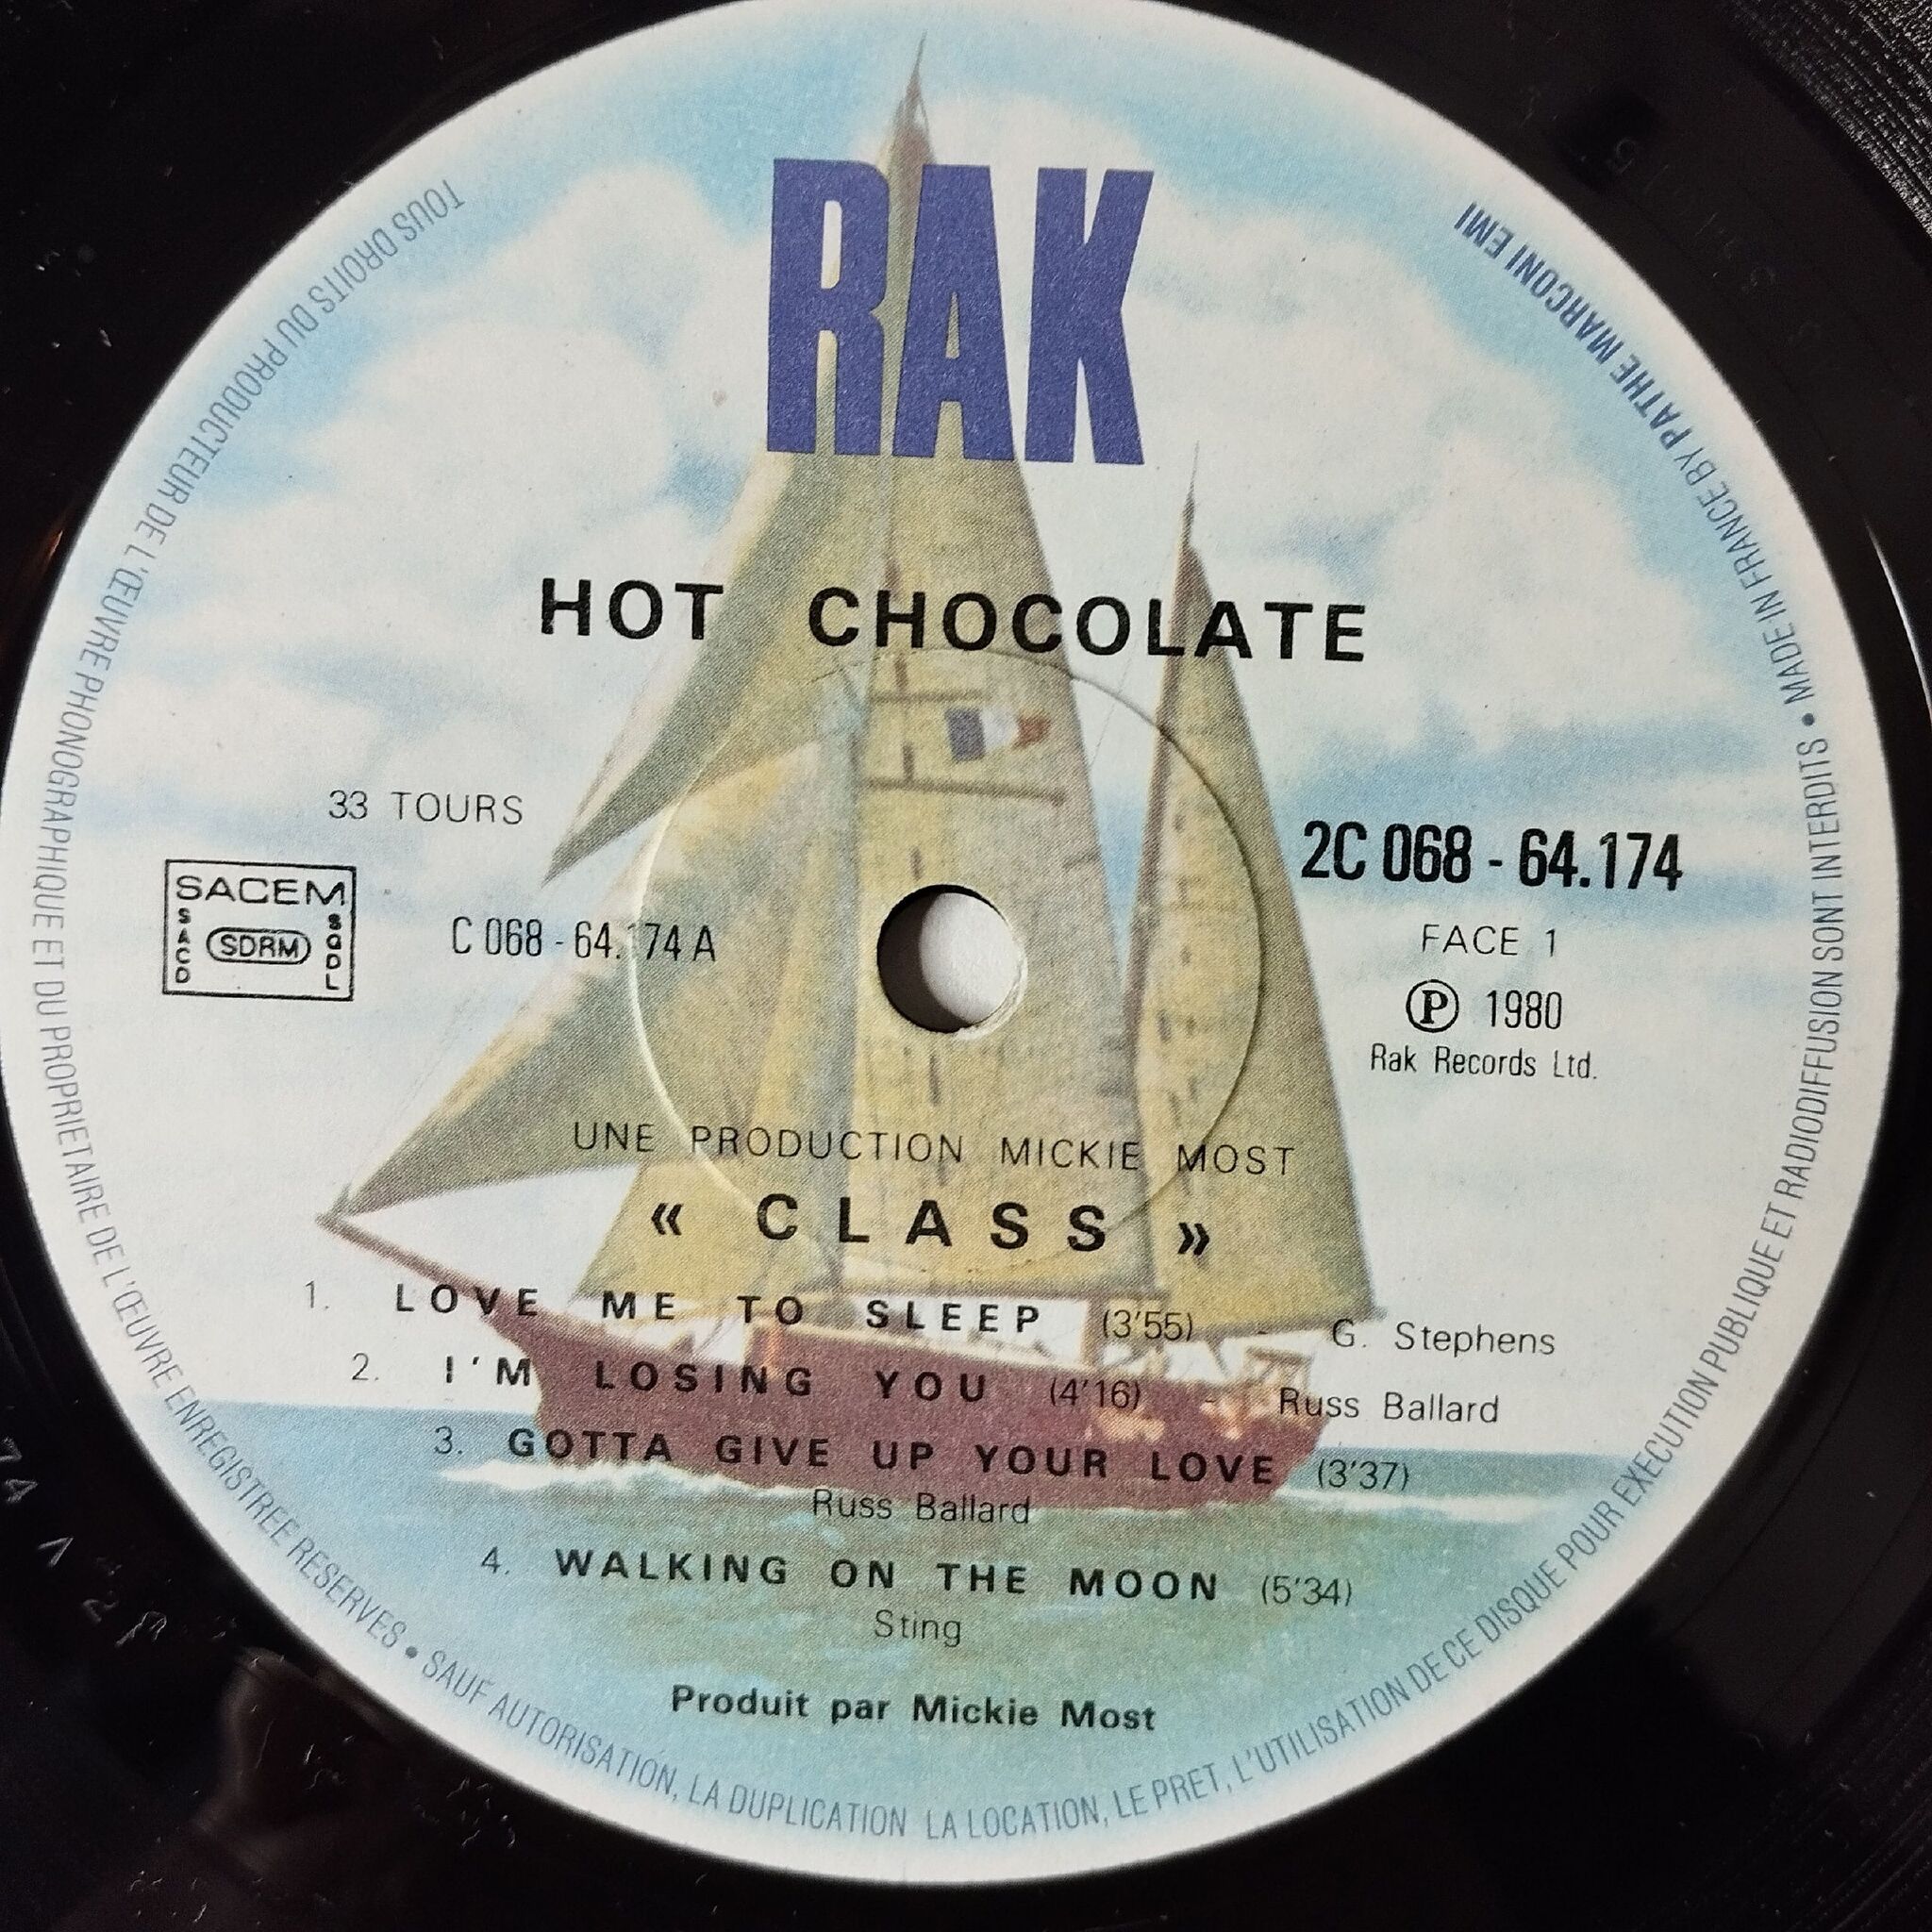 RAK
HOT CHOCOLATE
33 TOURS
SACEM
SACD
SDRM
SGDL
C 068 - 64.174 A
2C 068 - 64.174
FACE 1
Ⓟ 1980
Rak Records Ltd.
UNE PRODUCTION MICKIE MOST
« CLASS »
1. LOVE ME TO SLEEP (3'55) - G. Stephens
2. I'M LOSING YOU (4'16) - Russ Ballard
3. GOTTA GIVE UP YOUR LOVE (3'37)
Russ Ballard
4. WALKING ON THE MOON (5'34)
Sting
Produit par Mickie Most
TOUS DROITS DU PRODUCTEUR DE L'ŒUVRE PHONOGRAPHIQUE ET DU PROPRIETAIRE DE L'ŒUVRE ENREGISTREE RESERVES • SAUF AUTORISATION, LA DUPLICATION LA LOCATION, LE PRET, L'UTILISATION DE CE DISQUE POUR EXECUTION PUBLIQUE ET RADIODIFFUSION SONT INTERDITS • MADE IN FRANCE BY PATHE MARCONI EMI